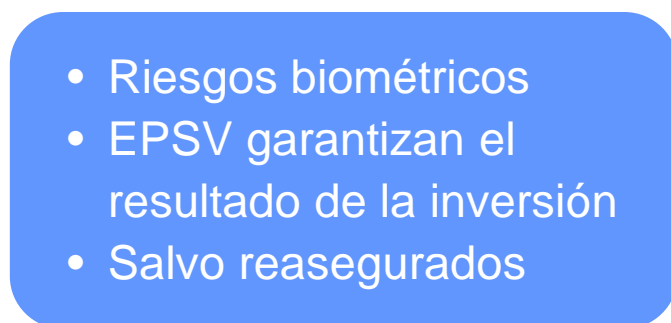 • Riesgos biométricos
• EPSV garantizan el
resultado de la inversión
• Salvo reasegurados